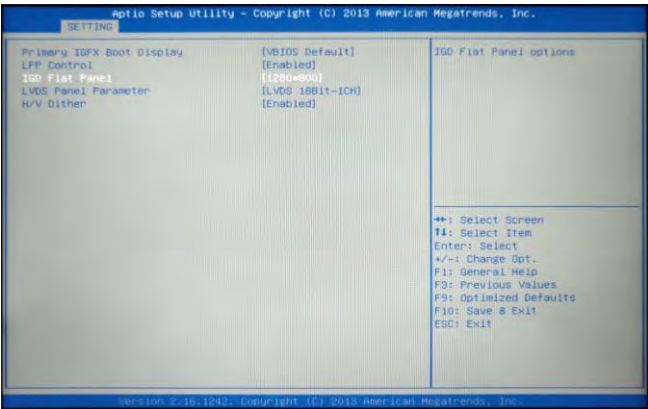 Aptio Setup Utility - Copyright (C) 2013 American Megatrends, Inc.
SETTING
Primary IGFX Boot Display [VBIOS Default]
LFP Control [Enabled]
IGD Flat Panel [1280*800]
LVDS Panel Parameter [LVDS 18Bit-1CH]
H/V Dither [Enabled]
IGD Flat Panel options
→←: Select Screen
↑↓: Select Item
Enter: Select
+/-: Change Opt.
F1: General Help
F3: Previous Values
F9: Optimized Defaults
F10: Save & Exit
ESC: Exit
Version 2.16.1242. Copyright (C) 2013 American Megatrends, Inc.